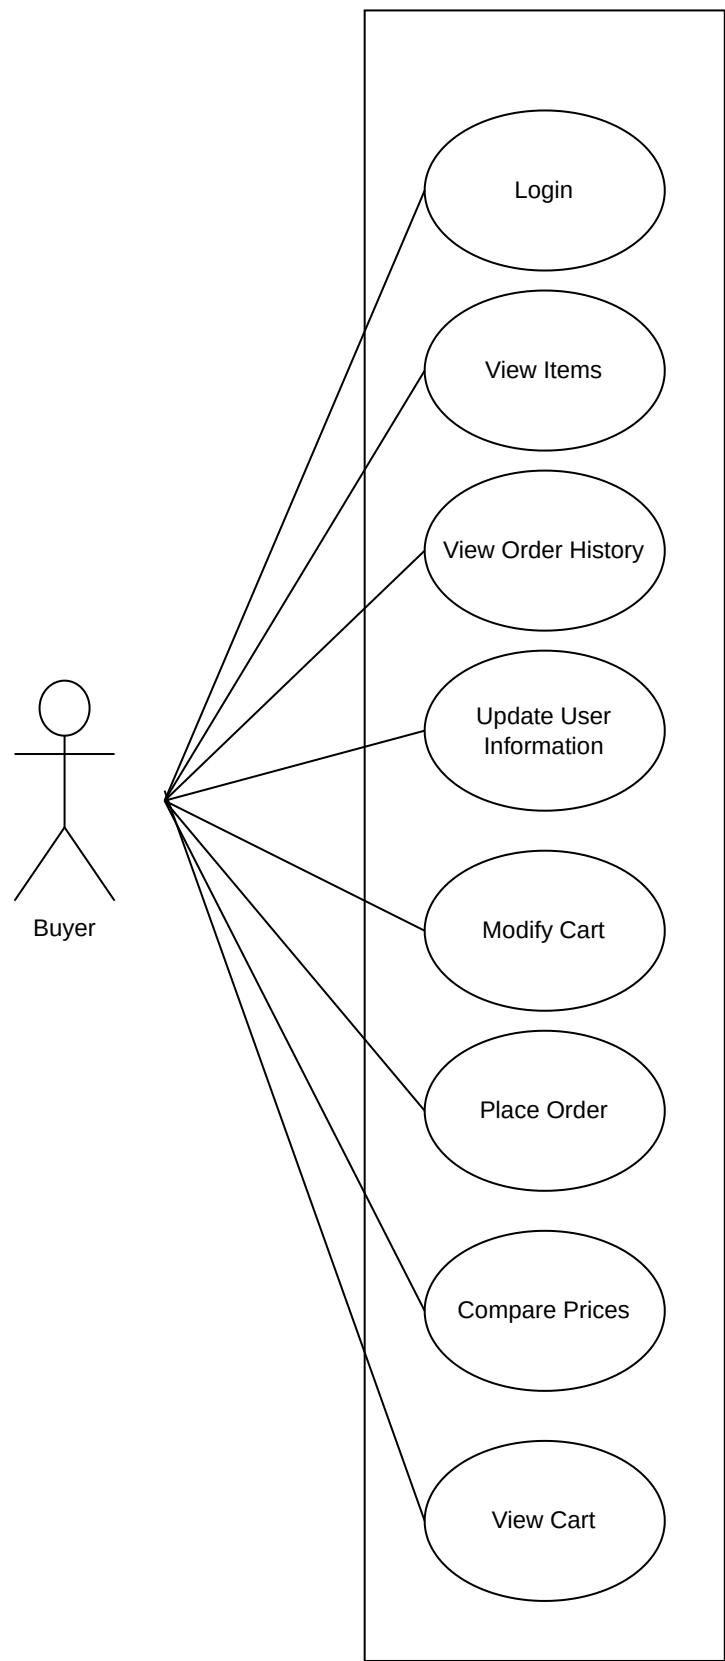 Login
View Items
View Order History
Update User
Information
Buyer
Modify Cart
Place Order
Compare Prices
View Cart